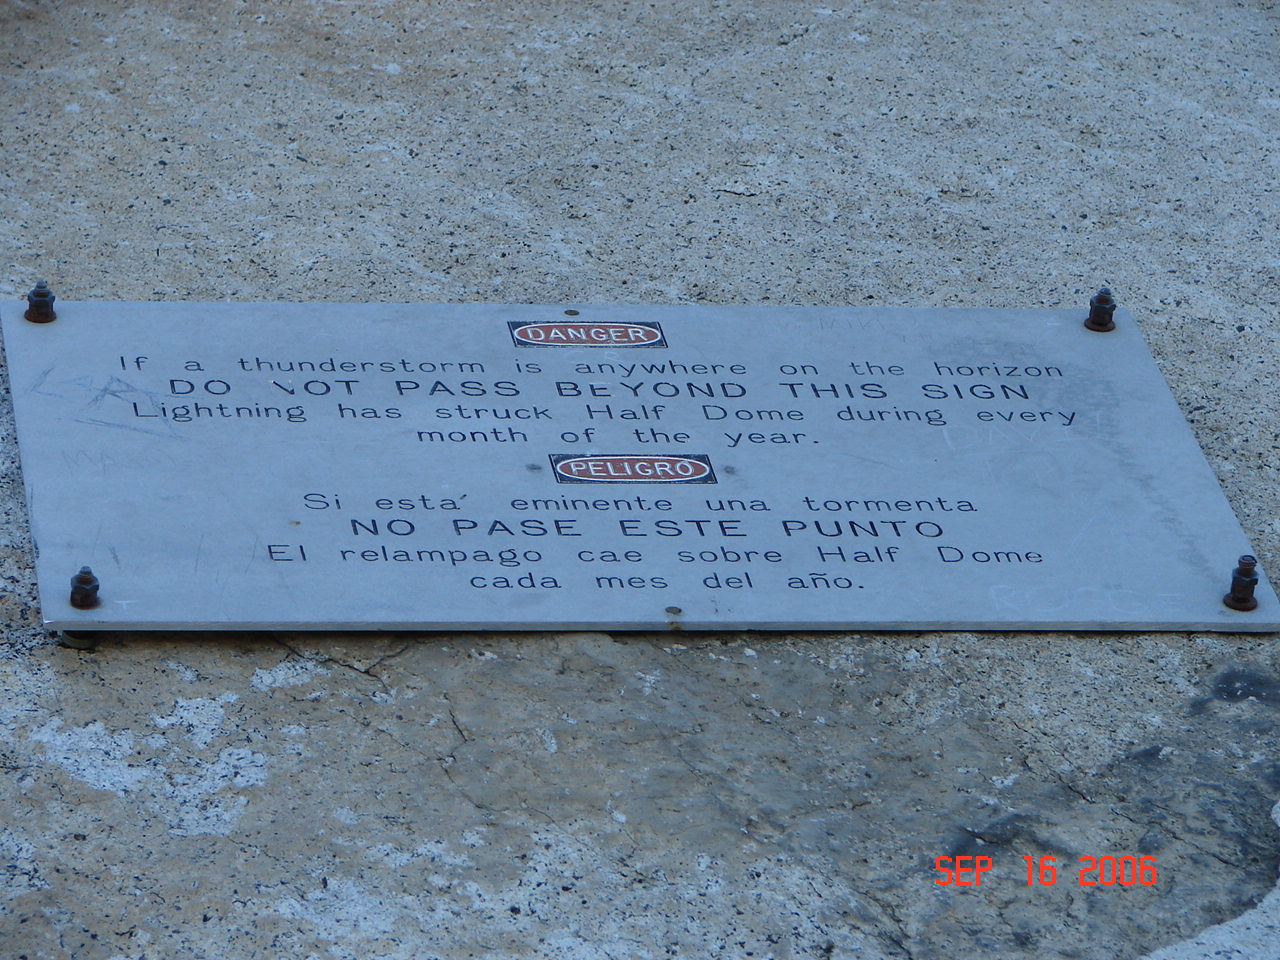 DANGER
If a thunderstorm is anywhere on the horizon
DO NOT PASS BEYOND THIS SIGN
Lightning has struck Half Dome during every
month of the year.
PELIGRO
Si está eminente una tormenta
NO PASE ESTE PUNTO
El relampago cae sobre Half Dome
cada mes del año.
SEP 16 2006